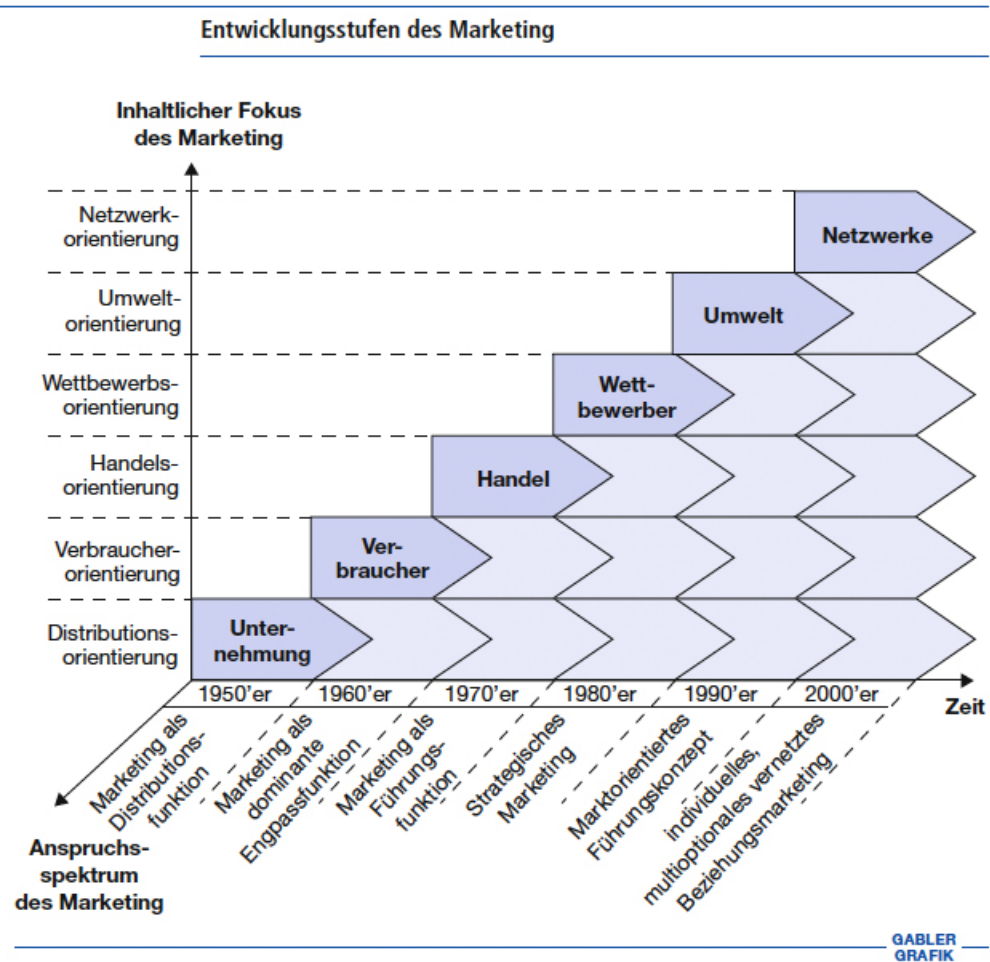 Entwicklungsstufen des Marketing
Inhaltlicher Fokus
des Marketing
Netzwerk-
orientierung
Netzwerke
Umwelt-
orientierung
Umwelt
Wettbewerbs-
orientierung
Wett-
bewerber
Handels-
orientierung
Handel
Verbraucher-
orientierung
Ver-
braucher
Distributions-
orientierung
Unter-
nehmung
1950’er
1960’er
1970’er
1980’er
1990’er
2000’er
Zeit
Marketing als
Distributions-
funktion
Marketing als
dominante
Engpassfunktion
Marketing als
Führungs-
funktion
Strategisches
Marketing
Marktorientiertes
Führungskonzept
individuelles,
multioptionales vernetztes
Beziehungsmarketing
Anspruchs-
spektrum
des Marketing
GABLER
GRAFIK